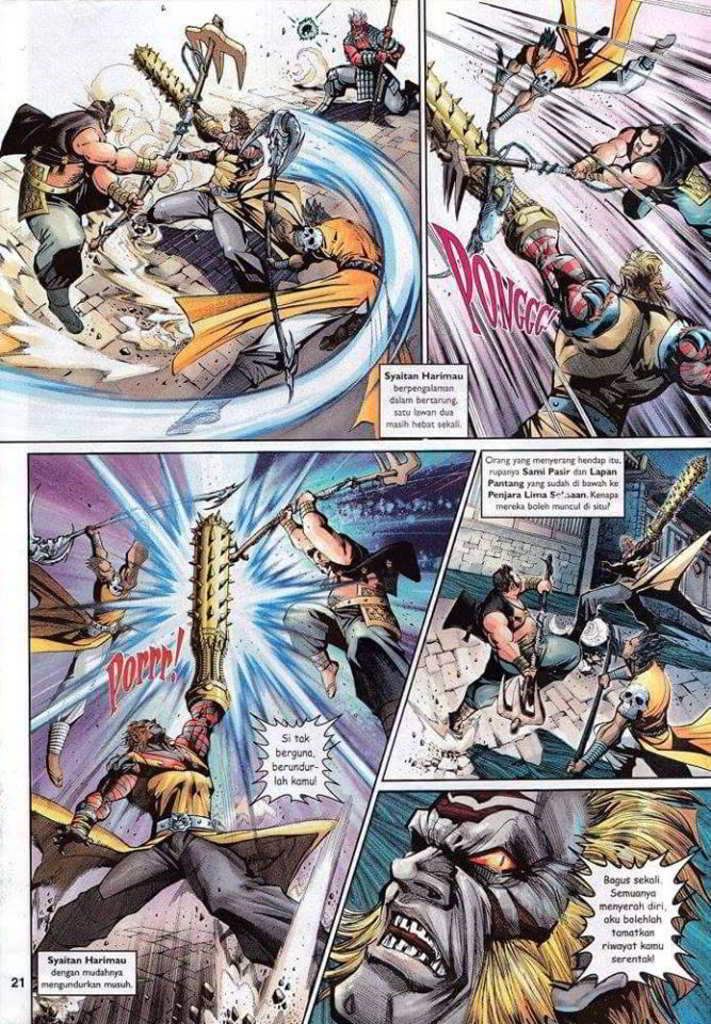 PONGGG!
Syaitan Harimau
berpengalaman
dalam bertarung,
satu lawan dua
masih hebat sekali.
Porrr!
Si tak
berguna,
berundur-
lah kamu!
Syaitan Harimau
dengan mudahnya
mengundurkan musuh.
Orang yang menyerang hendap itu,
rupanya Sami Pasir dan Lapan
Pantang yang sudah di bawah ke
Penjara Lima Kenapa
mereka boleh muncul di situ?
Bagus sekali.
Semuanya
menyerah diri,
aku bolehlah
tamatkan
riwayat kamu
serentak!
21